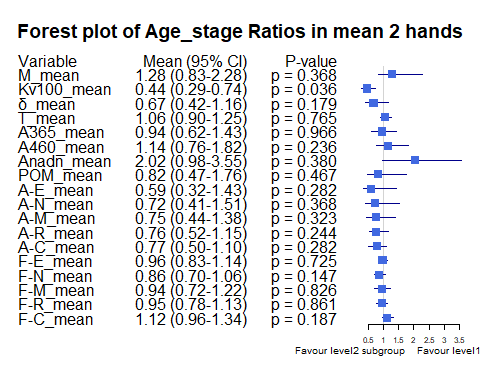 Forest plot of Age_stage Ratios in mean 2 hands
Variable Mean (95% CI) P-value
M_mean 1.28 (0.83-2.28) p = 0.368
Kv100_mean 0.44 (0.29-0.74) p = 0.036
δ_mean 0.67 (0.42-1.16) p = 0.179
T_mean 1.06 (0.90-1.25) p = 0.765
A365_mean 0.94 (0.62-1.43) p = 0.966
A460_mean 1.14 (0.76-1.82) p = 0.236
Anadn_mean 2.02 (0.98-3.55) p = 0.380
POM_mean 0.82 (0.47-1.76) p = 0.467
A-E_mean 0.59 (0.32-1.43) p = 0.282
A-N_mean 0.72 (0.41-1.51) p = 0.368
A-M_mean 0.75 (0.44-1.38) p = 0.323
A-R_mean 0.76 (0.52-1.15) p = 0.244
A-C_mean 0.77 (0.50-1.10) p = 0.282
F-E_mean 0.96 (0.83-1.14) p = 0.725
F-N_mean 0.86 (0.70-1.06) p = 0.147
F-M_mean 0.94 (0.72-1.22) p = 0.826
F-R_mean 0.95 (0.78-1.13) p = 0.861
F-C_mean 1.12 (0.96-1.34) p = 0.187
0.5 1 1.5 2 2.5 3 3.5
Favour level2 subgroup Favour level1